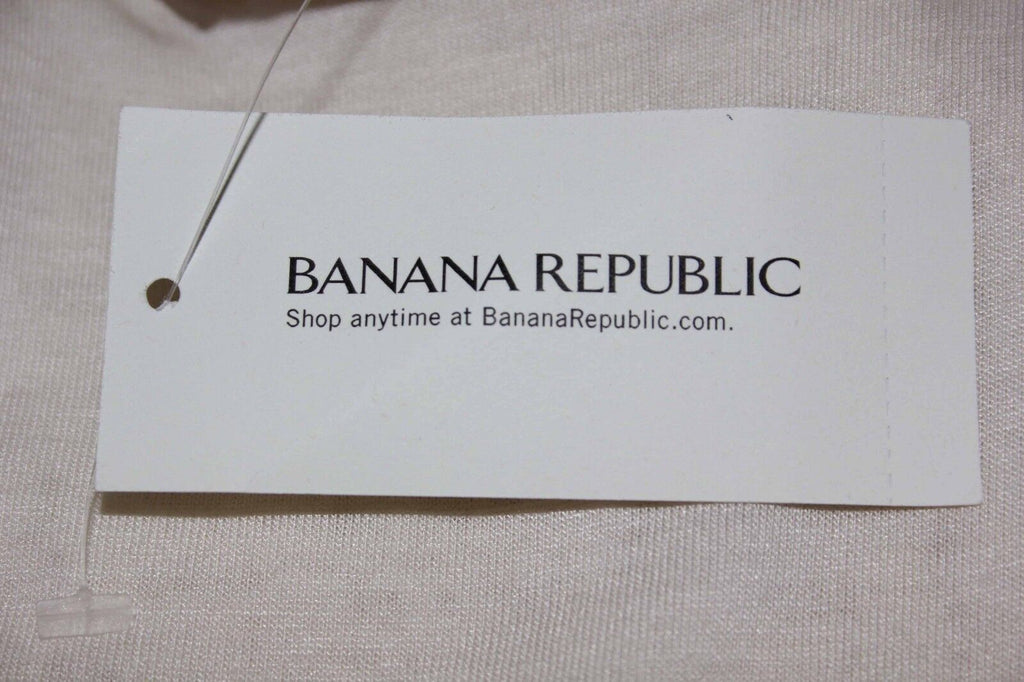 BANANA REPUBLIC
Shop anytime at BananaRepublic.com.